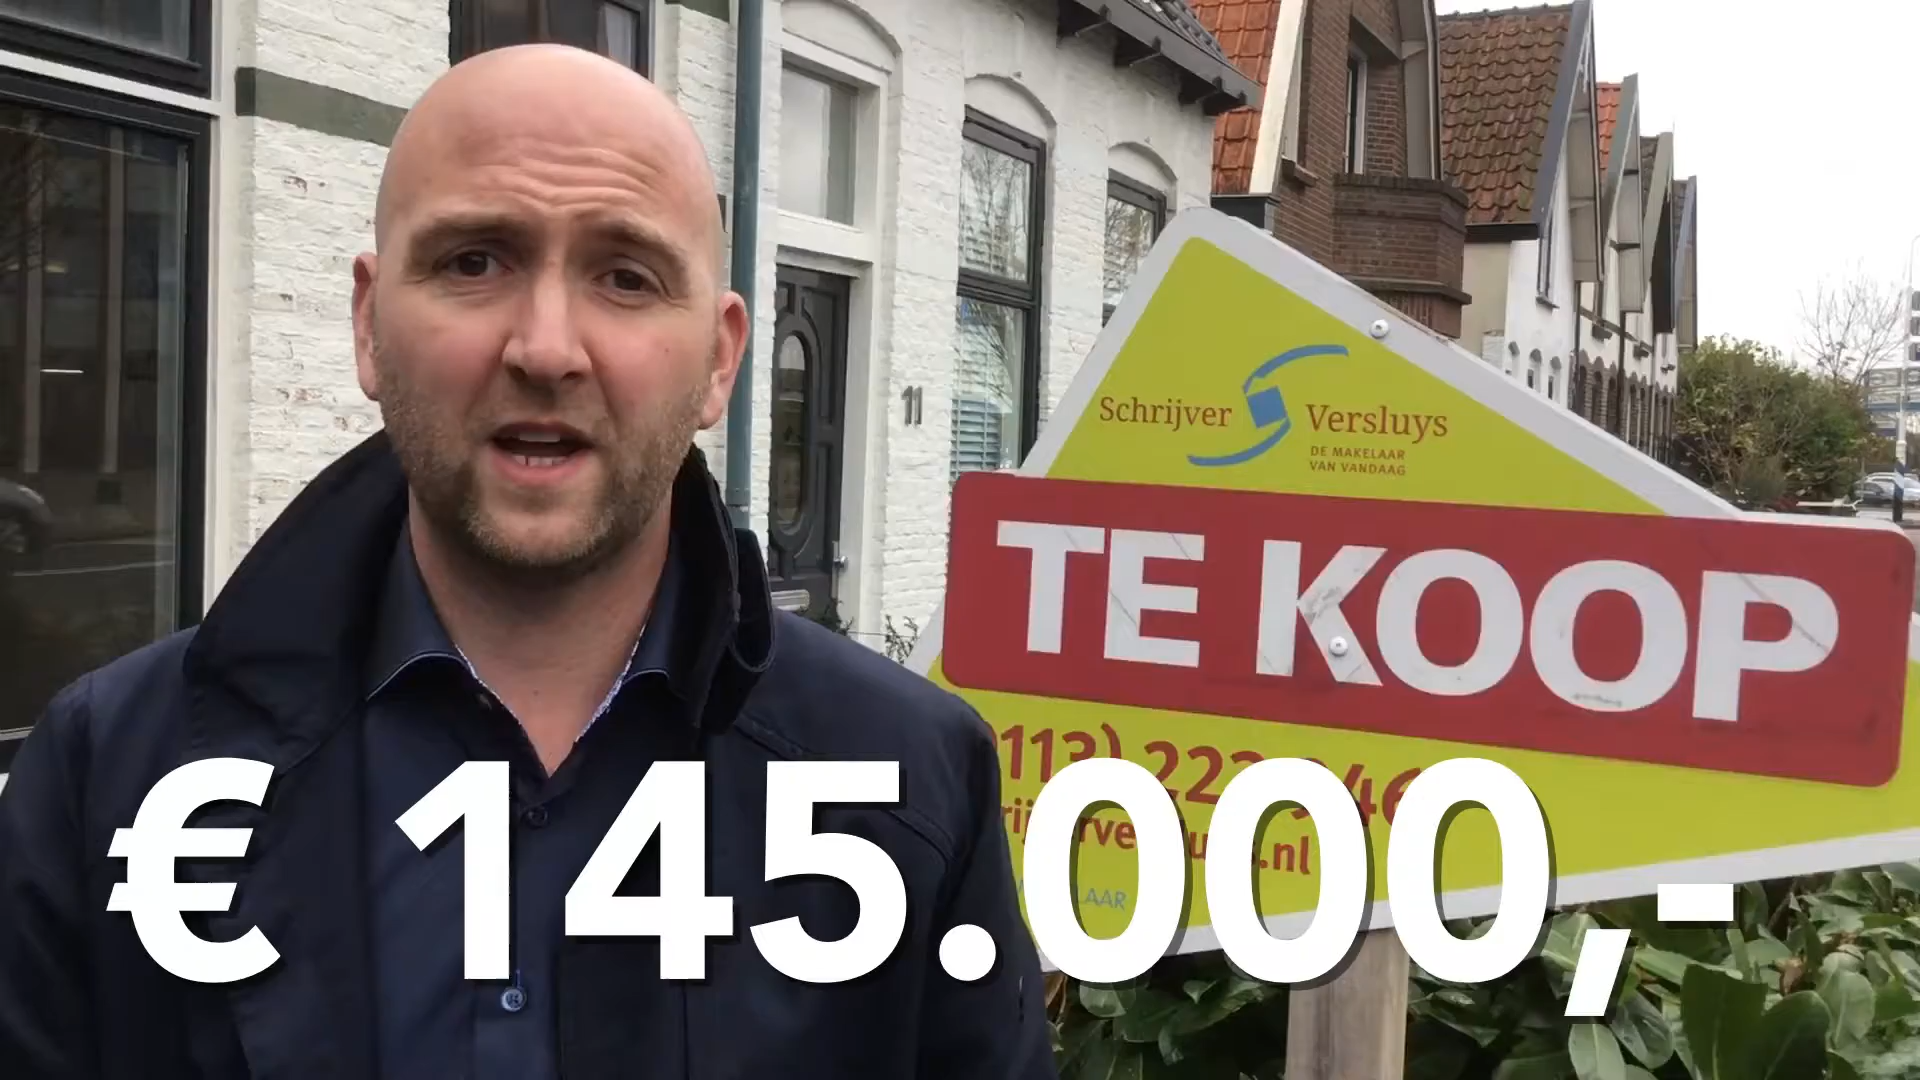 11
Schrijver Versluys
DE MAKELAAR
VAN VANDAAG
TE KOOP
€ 145.000,-